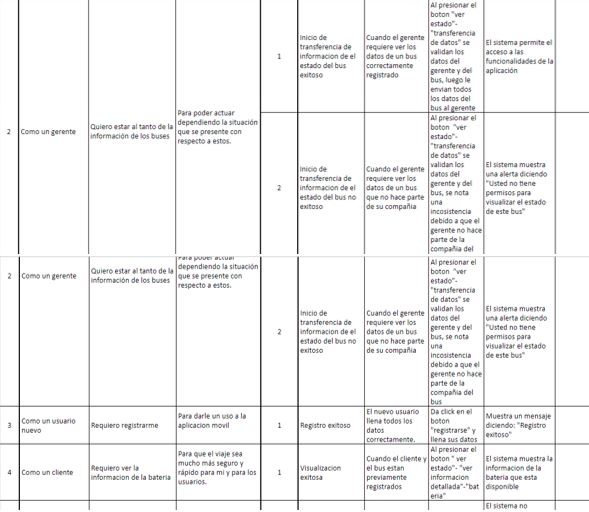 2
Como un gerente
Quiero estar al tanto de la
información de los buses
Para poder actuar
dependiendo la situación
que se presente con
respecto a estos.
1
Inicio de
transferencia de
informacion de el
estado del bus
exitoso
Cuando el gerente
requiere ver los
datos de un bus
correctamente
registrado
Al presionar el
boton "ver
estado"-
"transferencia
de datos" se
validan los
datos del
gerente y del
bus, luego le
envian todos
los datos del
bus al gerente
El sistema permite el
acceso a las
funcionalidades de la
aplicación
2
Inicio de
transferencia de
informacion de el
estado del bus no
exitoso
Cuando el gerente
requiere ver los
datos de un bus
que no hace parte
de su compañia
Al presionar el
boton "ver
estado"-
"transferencia
de datos" se
validan los
datos del
gerente y del
bus, se nota
una
incosistencia
debido a que el
gerente no hace
parte de la
compañia del
El sistema muestra
una alerta diciendo
"Usted no tiene
permisos para
visualizar el estado
de este bus"
2
Como un gerente
Quiero estar al tanto de la
información de los buses
Para poder actuar
dependiendo la situación
que se presente con
respecto a estos.
2
Inicio de
transferencia de
informacion de el
estado del bus no
exitoso
Cuando el gerente
requiere ver los
datos de un bus
que no hace parte
de su compañia
Al presionar el
boton "ver
estado"-
"transferencia
de datos" se
validan los
datos del
gerente y del
bus, se nota
una
incosistencia
debido a que el
gerente no hace
parte de la
compañia del
bus
El sistema muestra
una alerta diciendo
"Usted no tiene
permisos para
visualizar el estado
de este bus"
3
Como un usuario
nuevo
Requiero registrarme
Para darle un uso a la
aplicacion movil
1
Registro exitoso
El nuevo usuario
llena todos los
datos
correctamente.
Da click en el
boton
"registrarse" y
llena sus datos
Muestra un mensaje
diciendo: "Registro
exitoso"
4
Como un cliente
Requiero ver la
informacion de la bateria
Para que el viaje sea
mucho más seguro y
rápido para mi y para los
usuarios.
1
Visualizacion
exitosa
Cuando el cliente y
el bus estan
previamente
registrados
Al presionar el
boton " ver
estado"- "ver
informacion
detallada"-"bat
eria"
El sistema muestra la
informacion de la
bateria que esta
disponible
El sistema no